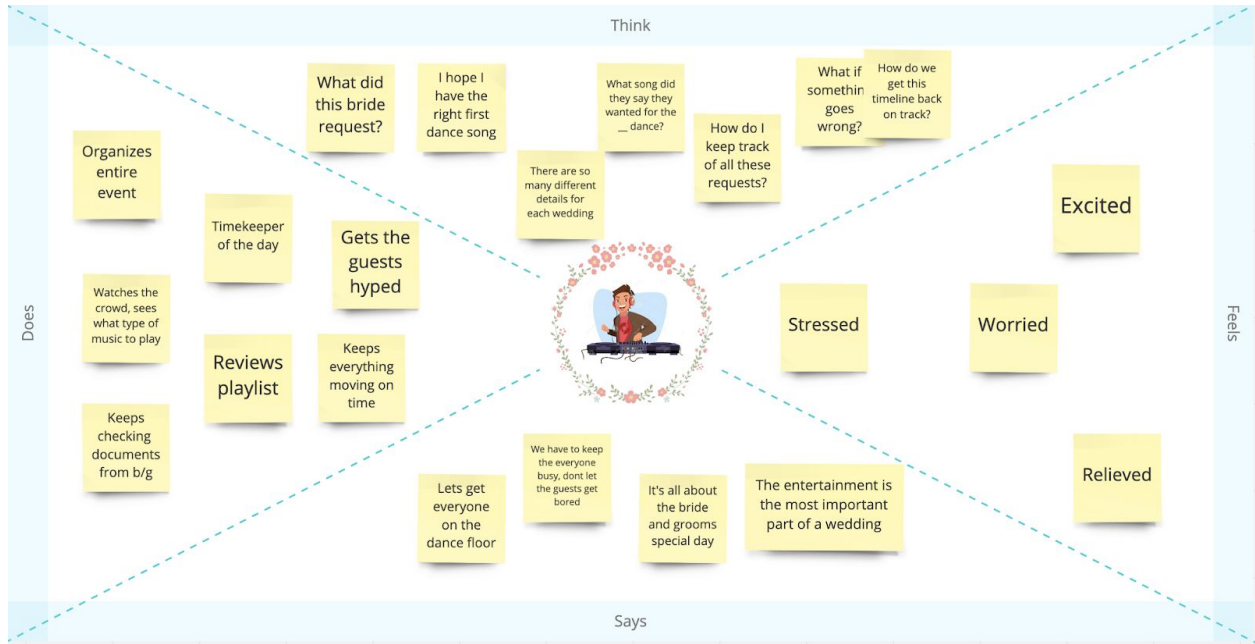 Think
What did
this bride
request?
I hope I
have the
right first
dance song
There are so
many different
details for
each wedding
What song did
they say they
wanted for the
__ dance?
How do I
keep track
of all these
requests?
What if
somethin
goes
wrong?
How do we
get this
timeline back
on track?
Does
Organizes
entire
event
Timekeeper
of the day
Gets the
guests
hyped
Watches the
crowd, sees
what type of
music to play
Reviews
playlist
Keeps
everything
moving on
time
Keeps
checking
documents
from b/g
Feels
Excited
Stressed
Worried
Relieved
Lets get
everyone
on the
dance floor
We have to keep
the everyone
busy, dont let
the guests get
bored
It's all about
the bride
and grooms
special day
The entertainment is
the most important
part of a wedding
Says